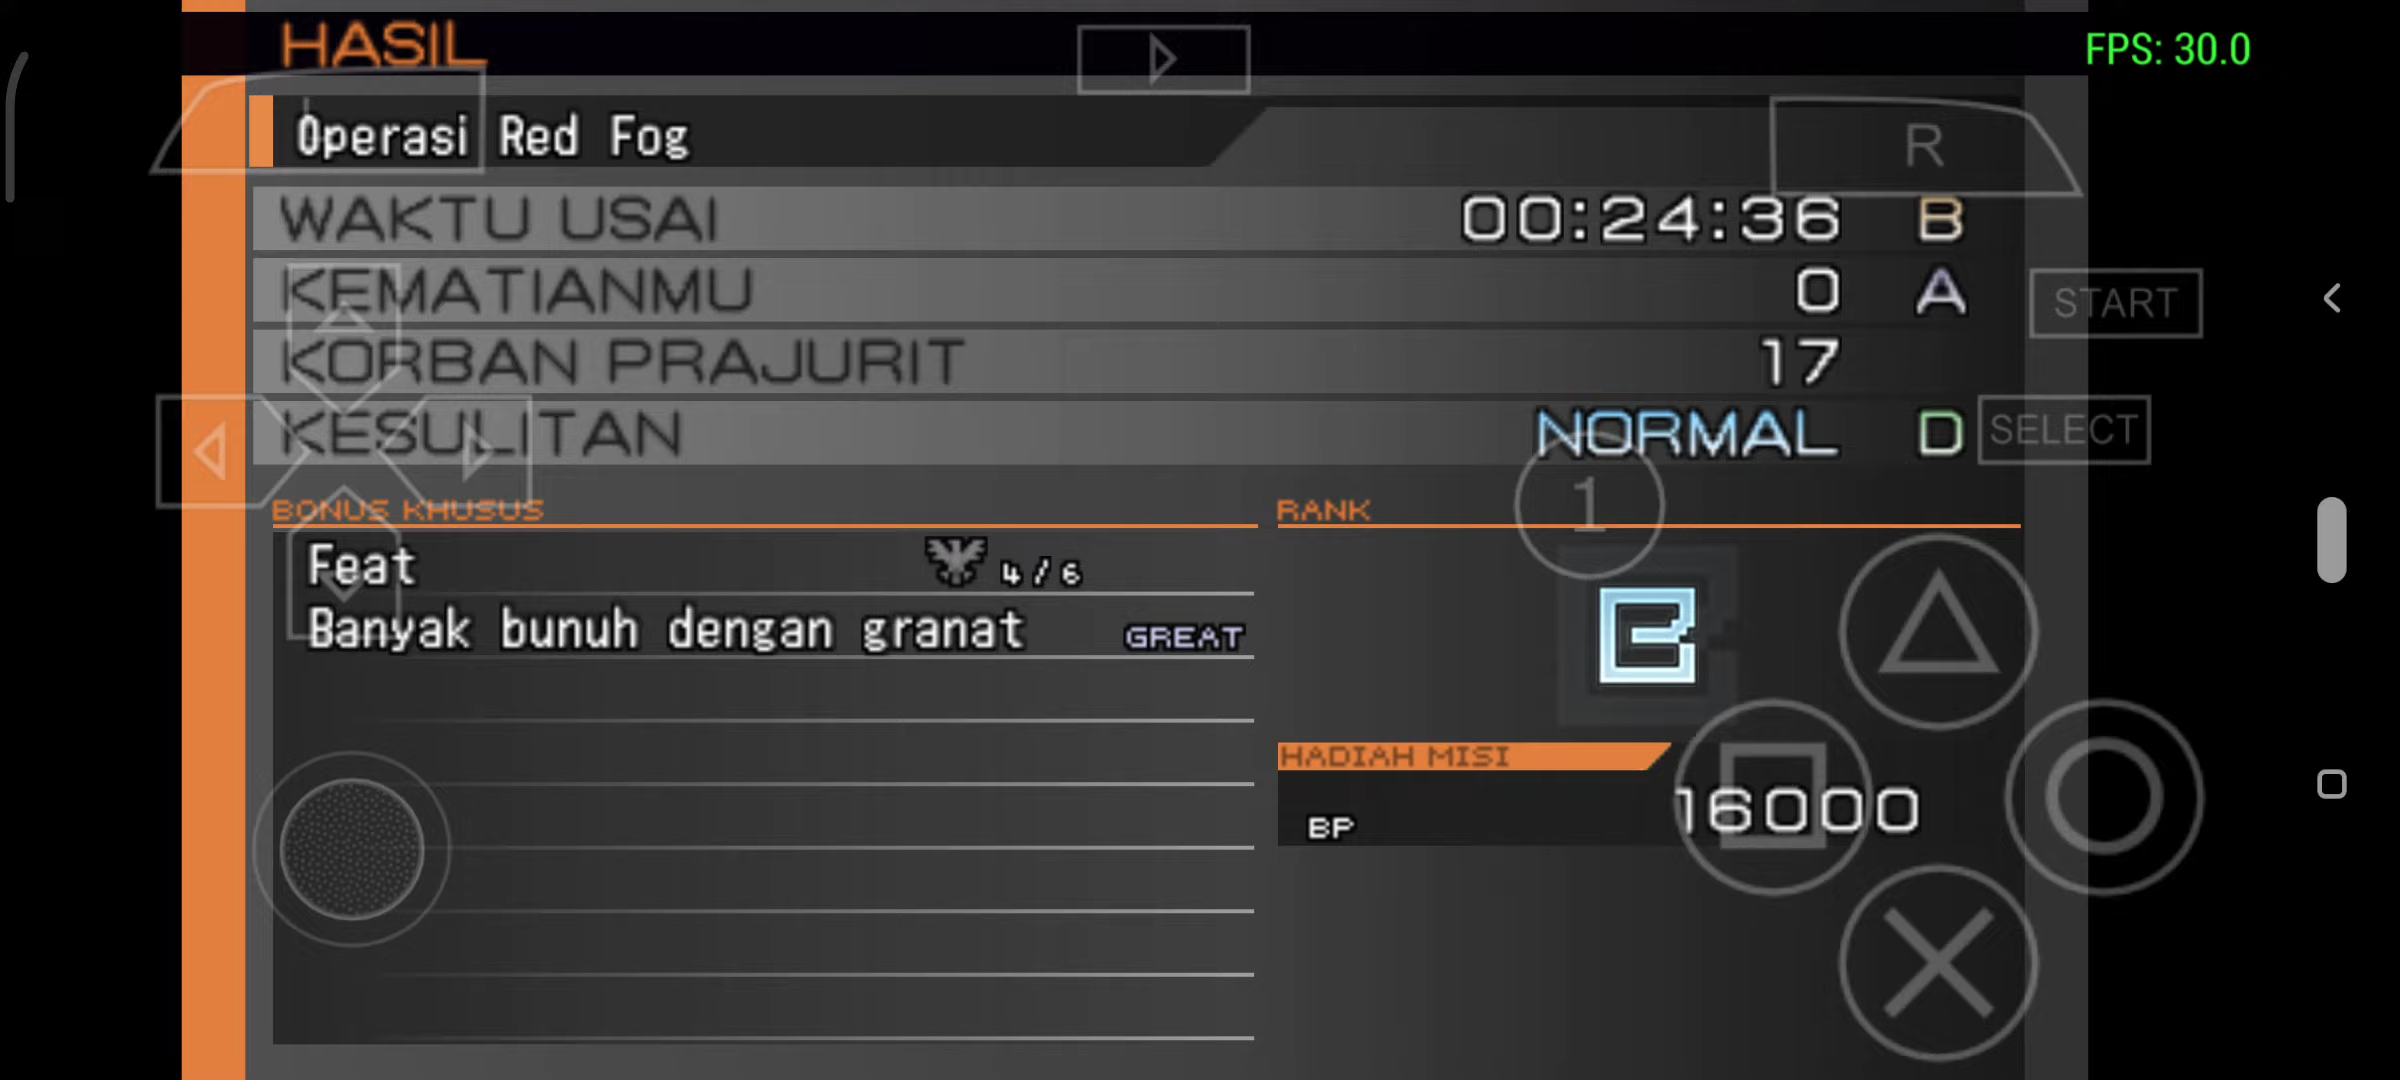 HASIL
FPS: 30.0
Operasi Red Fog
R
WAKTU USAI 00:24:36 B
KEMATIANMU 0 A
START
KORBAN PRAJURIT 17
KESULITAN NORMAL D
SELECT
1
BONUS KHUSUS
RANK
Feat 4/6
Banyak bunuh dengan granat GREAT
HADIAH MISI
BP 16000